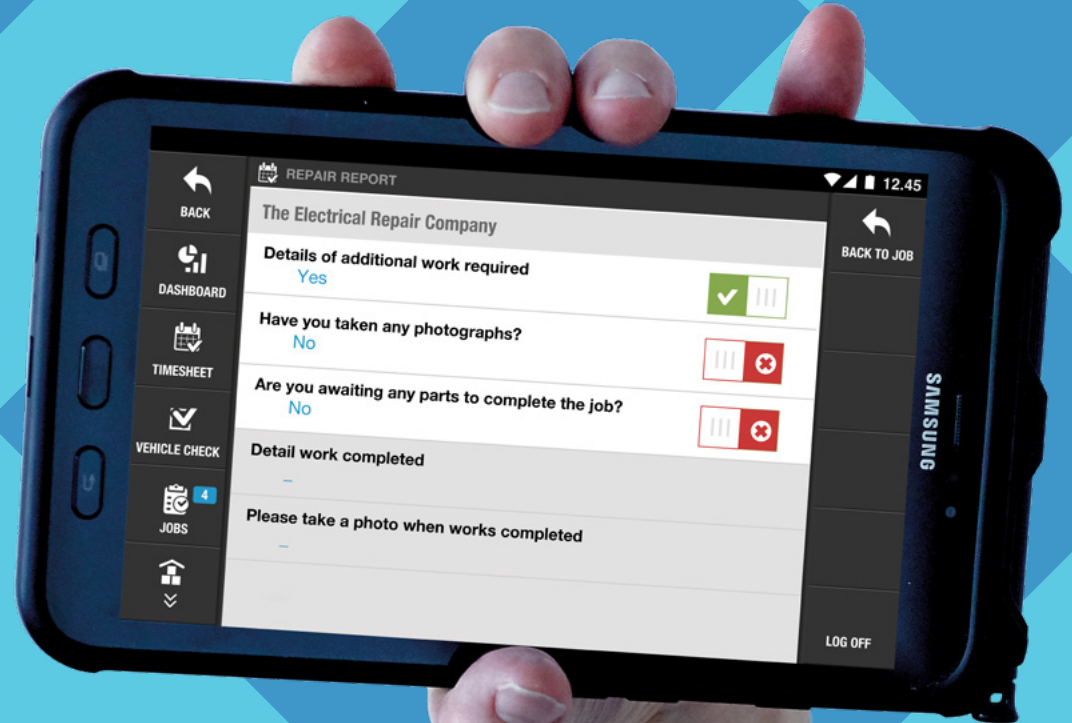 REPAIR REPORT
12.45
BACK
DASHBOARD
TIMESHEET
VEHICLE CHECK
4
JOBS
The Electrical Repair Company
Details of additional work required
Yes
Have you taken any photographs?
No
Are you awaiting any parts to complete the job?
No
Detail work completed
–
Please take a photo when works completed
–
BACK TO JOB
LOG OFF
SAMSUNG